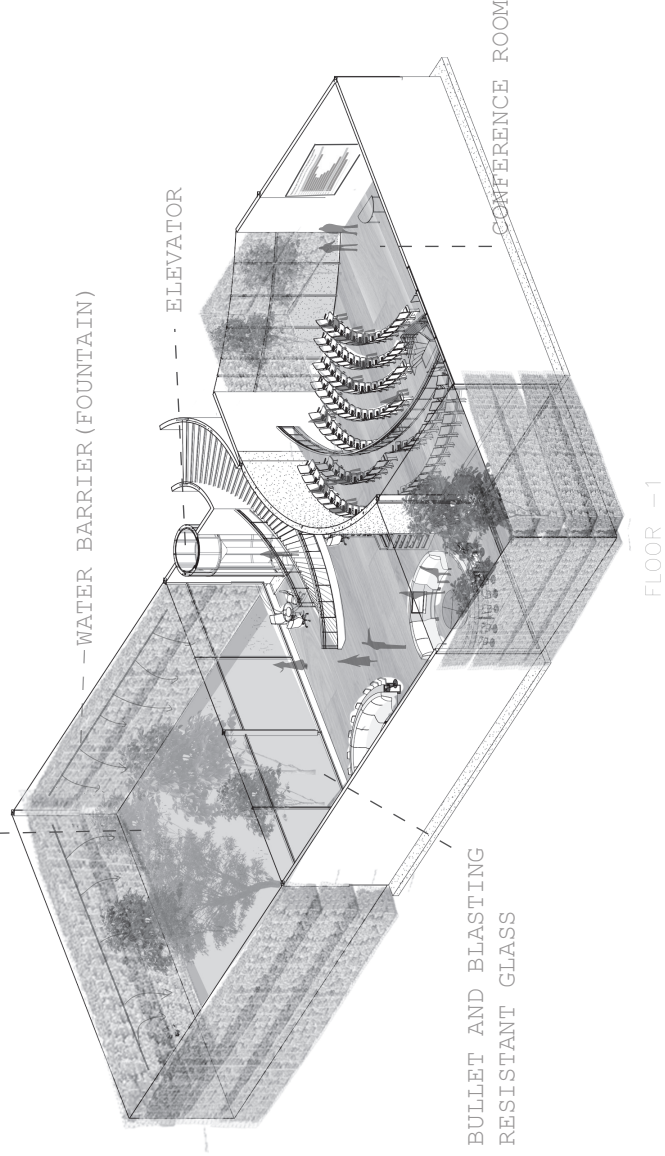 WATER BARRIER (FOUNTAIN)
ELEVATOR
CONFERENCE ROOM
BULLET AND BLASTING
RESISTANT GLASS
FLOOR -1